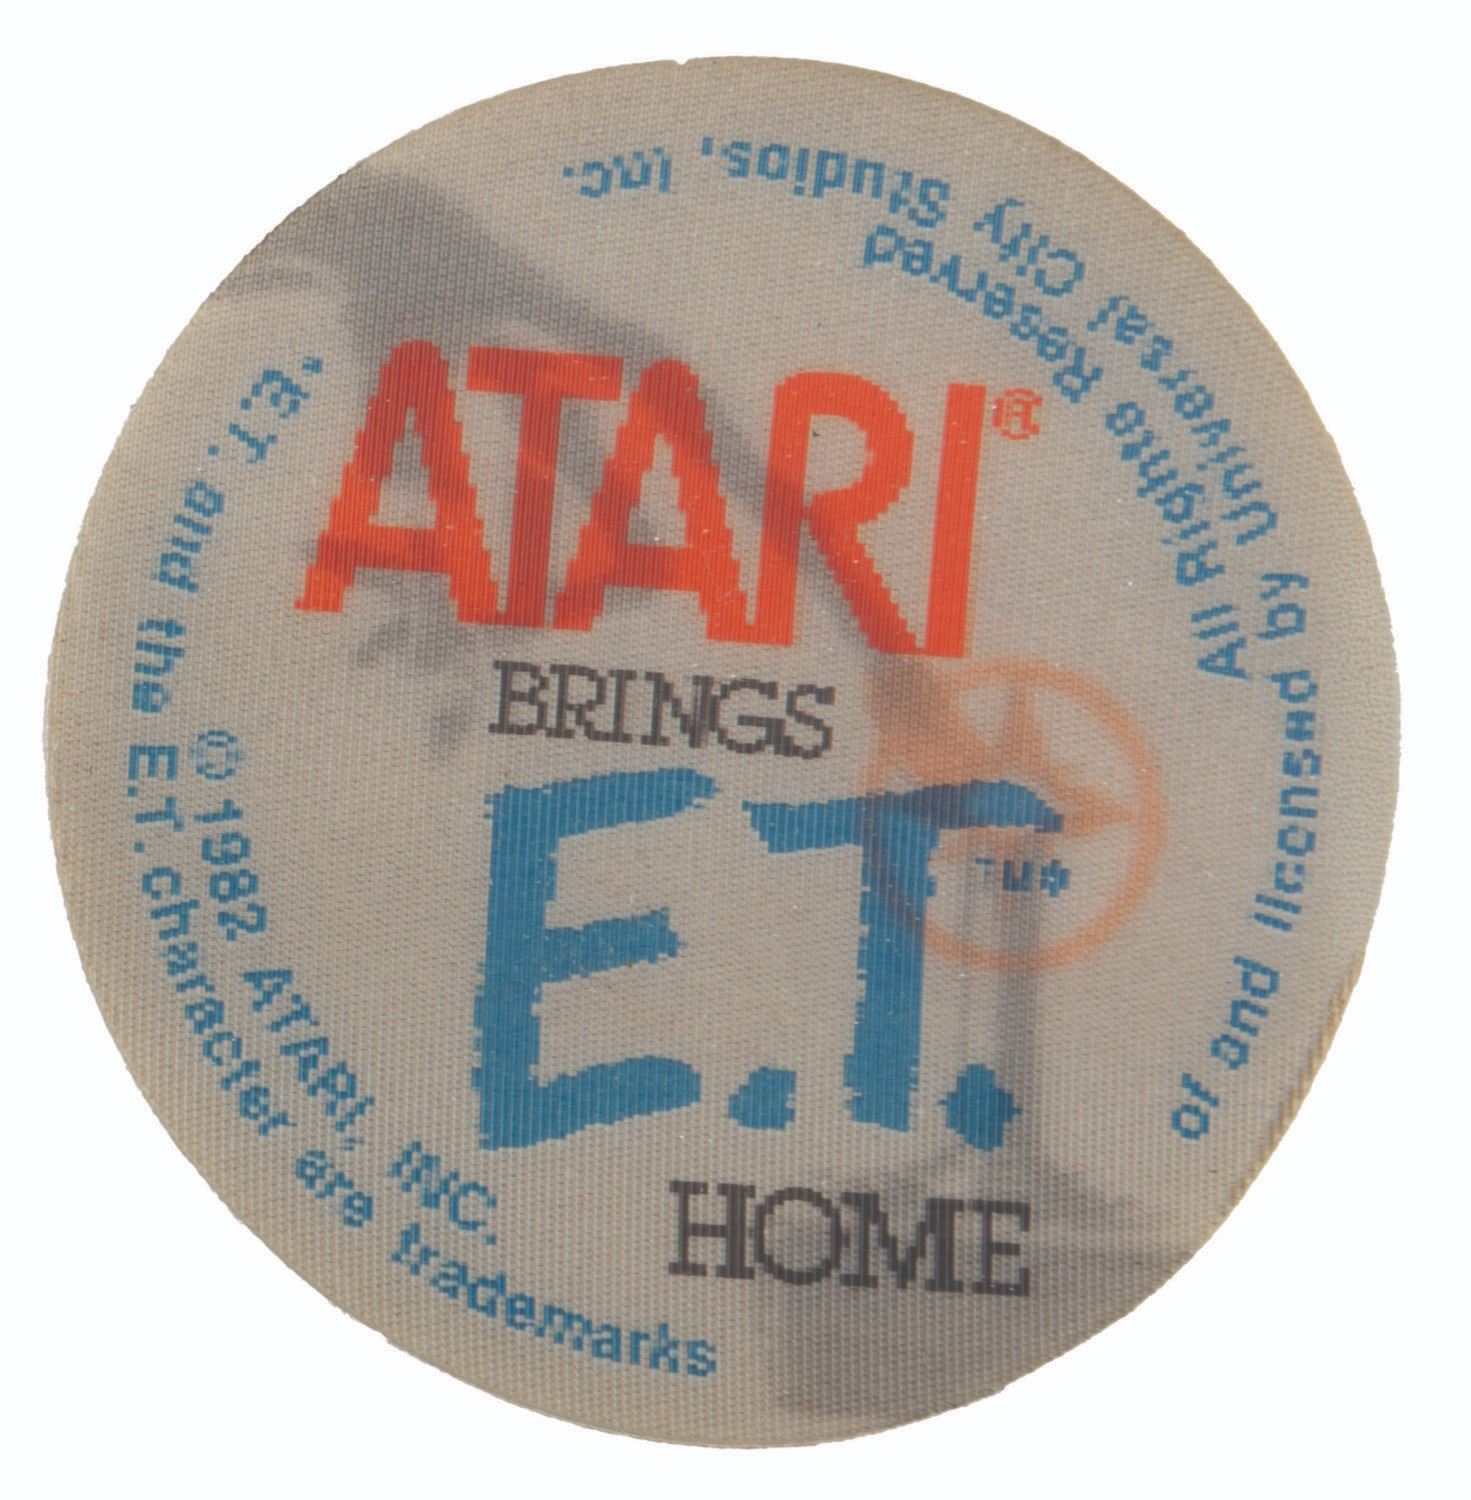 ATARI®
BRINGS
E.T.
HOME
© 1982 ATARI, INC.
All Rights Reserved
"E.T. and the E.T. character are trademarks
of and licensed by Universal City Studios, Inc.